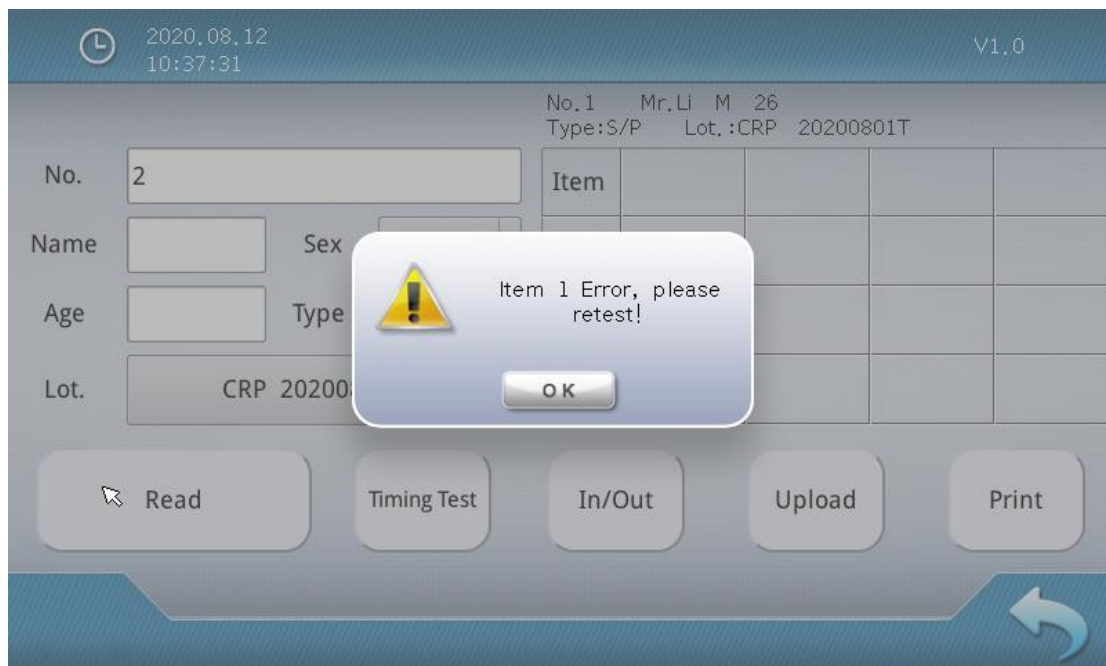 2020.08.12
10:37:31
V1.0
No.1 Mr.Li M 26
Type:S/P Lot.:CRP 20200801T
No. 2
Item
Name
Sex
Age
Type
Lot.
CRP
Item 1 Error, please
retest!
OK
Read
Timing Test
In/Out
Upload
Print